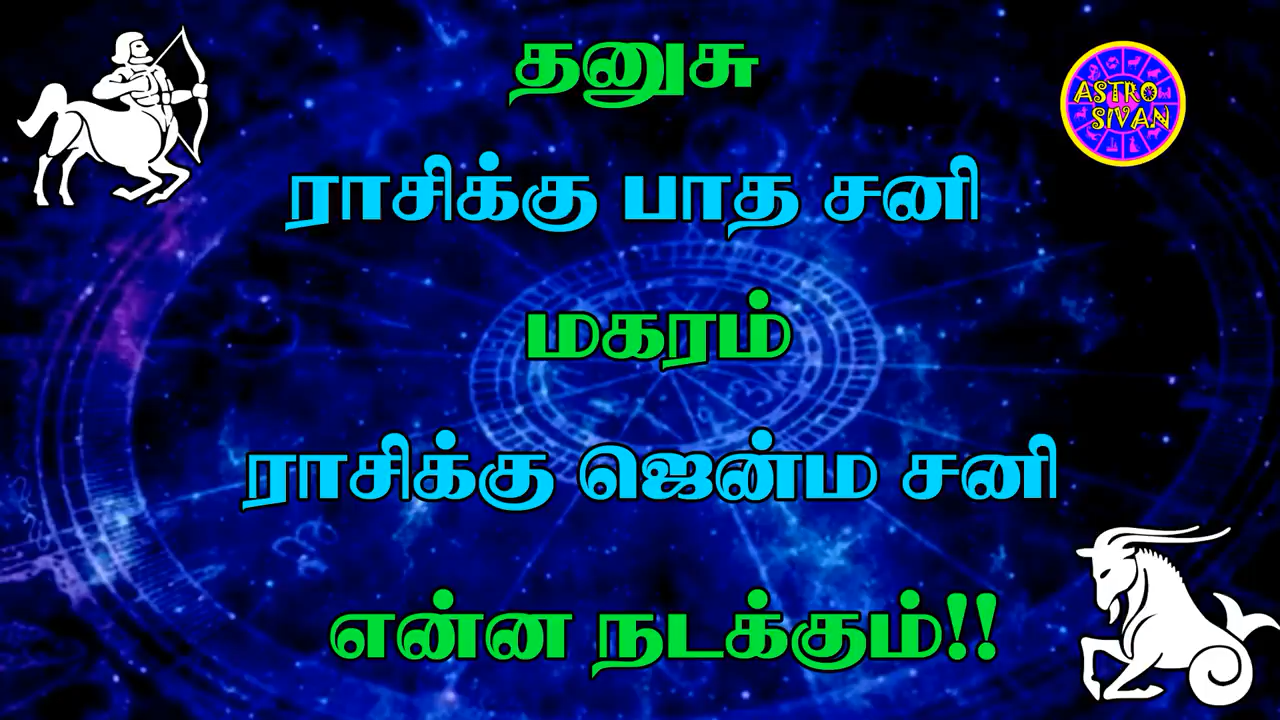 தனுசு
ASTRO
SIVAN
ராசிக்கு பாத சனி
மகரம்
ராசிக்கு ஜென்ம சனி
என்ன நடக்கும்!!